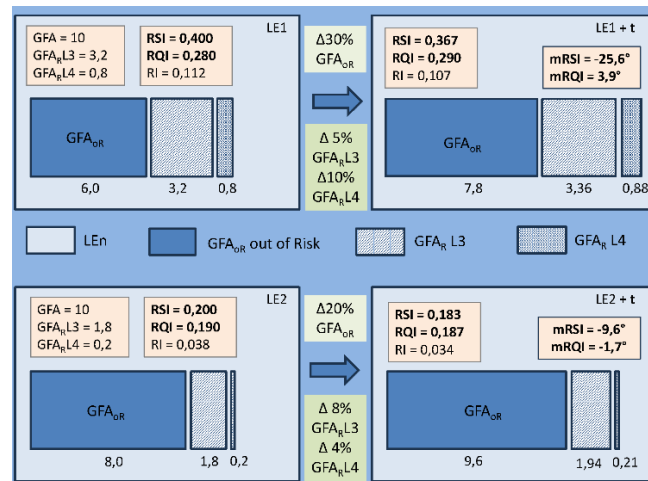 LE1
GFA = 10
GFA_RL3 = 3,2
GFA_RL4 = 0,8
RSI = 0,400
RQI = 0,280
RI = 0,112
GFA_oR
6,0
3,2
0,8
Δ30%
GFA_oR
Δ 5%
GFA_RL3
Δ10%
GFA_RL4
LE1 + t
RSI = 0,367
RQI = 0,290
RI = 0,107
mRSI = -25,6°
mRQI = 3,9°
GFA_oR
7,8
3,36
0,88
LEn
GFA_oR out of Risk
GFA_R L3
GFA_R L4
LE2
GFA = 10
GFA_RL3 = 1,8
GFA_RL4 = 0,2
RSI = 0,200
RQI = 0,190
RI = 0,038
GFA_oR
8,0
1,8
0,2
Δ20%
GFA_oR
Δ 8%
GFA_RL3
Δ 4%
GFA_RL4
LE2 + t
RSI = 0,183
RQI = 0,187
RI = 0,034
mRSI = -9,6°
mRQI = -1,7°
GFA_oR
9,6
1,94
0,21